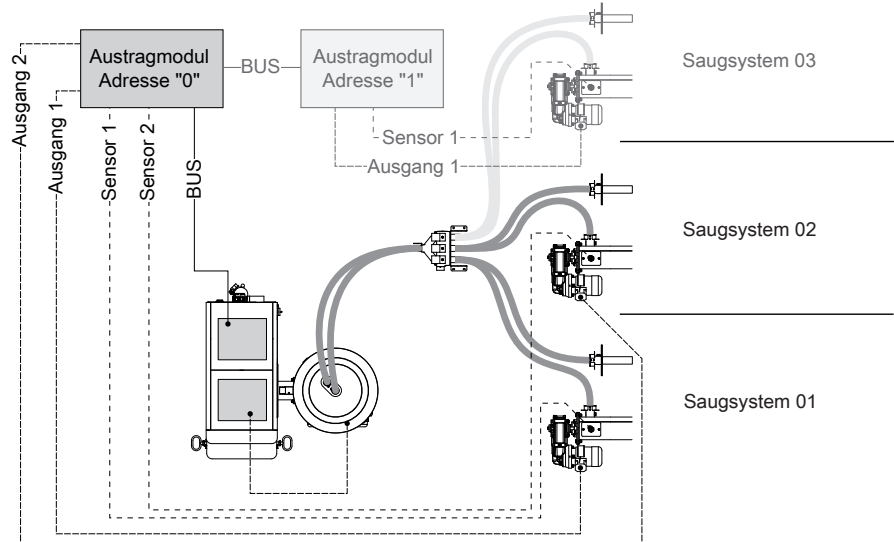 Austragmodul
Adresse "0"
BUS
Austragmodul
Adresse "1"
Saugsystem 03
Ausgang 2
Ausgang 1
Sensor 1
Sensor 2
BUS
Sensor 1
Ausgang 1
Saugsystem 02
Saugsystem 01